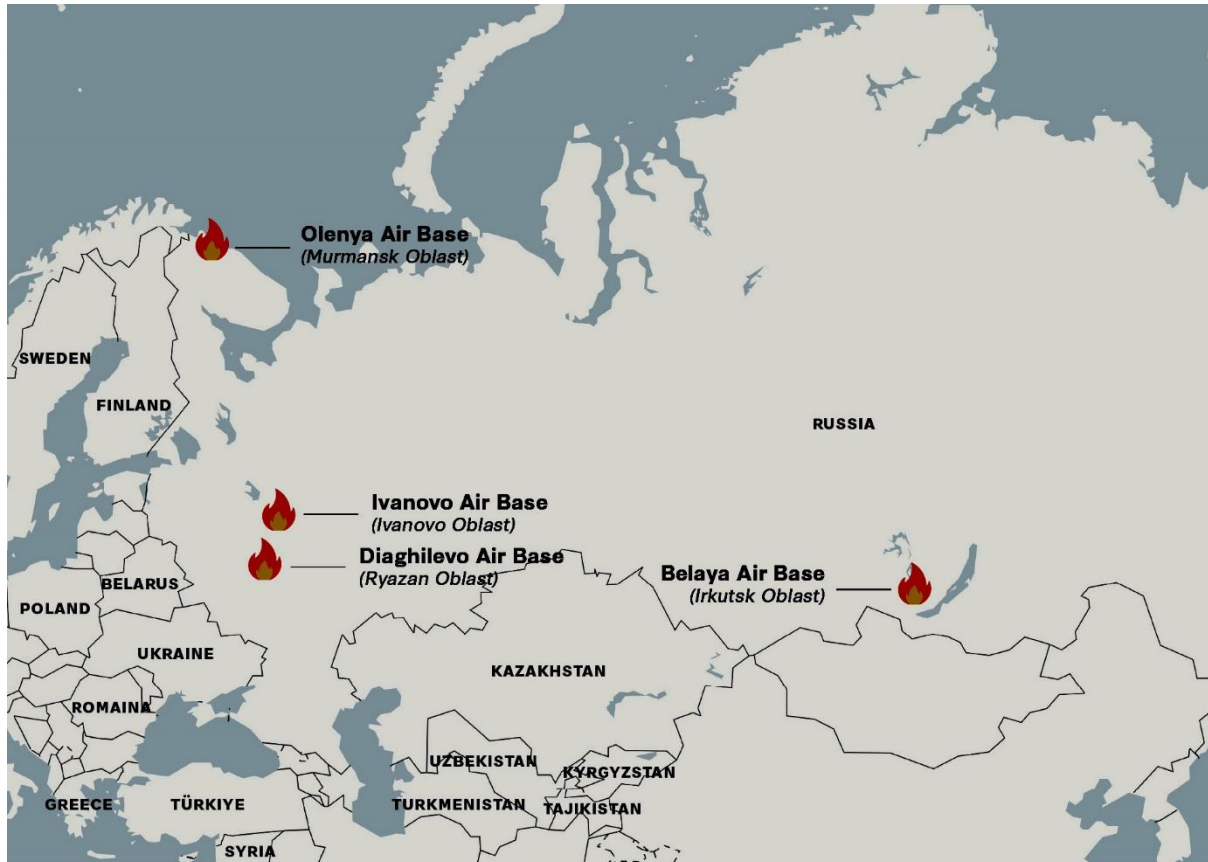 Olenya Air Base
(Murmansk Oblast)
SWEDEN
FINLAND
RUSSIA
Ivanovo Air Base
(Ivanovo Oblast)
Diaghilevo Air Base
(Ryazan Oblast)
Belaya Air Base
(Irkutsk Oblast)
BELARUS
POLAND
UKRAINE
KAZAKHSTAN
ROMAINA
UZBEKISTAN
KYRGYZSTAN
GREECE
TÜRKIYE
TURKMENISTAN
TAJIKISTAN
SYRIA